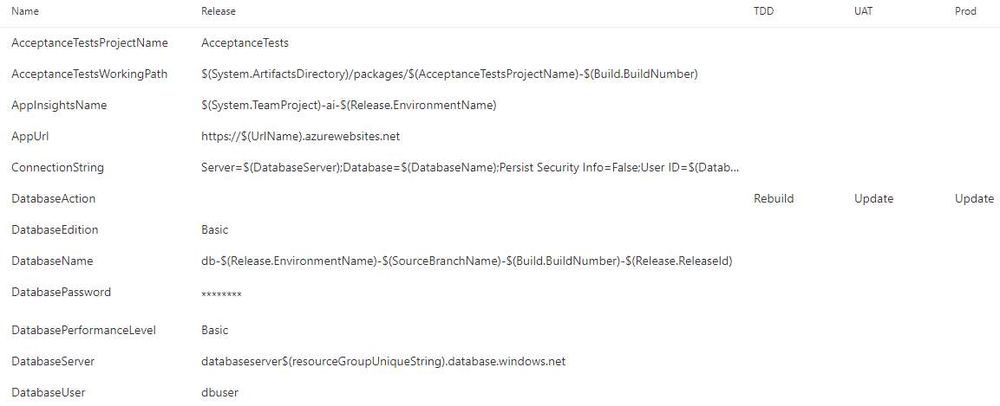 Name Release TDD UAT Prod
AcceptanceTestsProjectName AcceptanceTests
AcceptanceTestsWorkingPath $(System.ArtifactsDirectory)/packages/$(AcceptanceTestsProjectName)-$(Build.BuildNumber)
AppInsightsName $(System.TeamProject)-ai-$(Release.EnvironmentName)
AppUrl https://$(UrlName).azurewebsites.net
ConnectionString Server=$(DatabaseServer);Database=$(DatabaseName);Persist Security Info=False;User ID=$(Datab...
DatabaseAction Rebuild Update Update
DatabaseEdition Basic
DatabaseName db-$(Release.EnvironmentName)-$(SourceBranchName)-$(Build.BuildNumber)-$(Release.ReleaseId)
DatabasePassword ********
DatabasePerformanceLevel Basic
DatabaseServer databaseserver$(resourceGroupUniqueString).database.windows.net
DatabaseUser dbuser